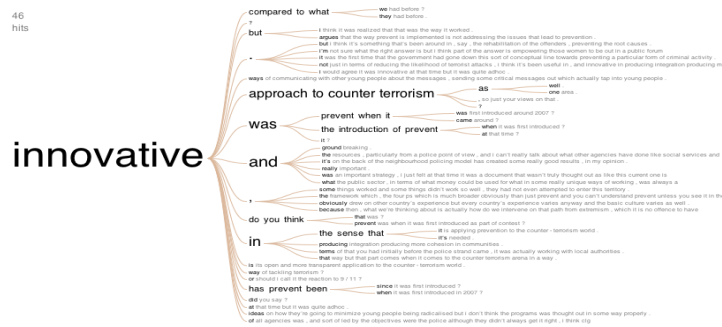 46
hits
innovative
compared to what
we had before ?
they had before .
?
but
i think it was realized that that was the way it worked .
argues that the way prevent is implemented is not addressing the issues that lead to prevention .
.
but i think it's something that's been around in , say , the rehabilitation of the offenders , preventing the root causes .
i'm not sure what the right answer is but i think part of the answer is empowering those women to be out in a public forum
it was the first time that the government had gone down this sort of conceptual line towards preventing a particular form of criminal activity .
not just in terms of reducing the likelihood of terrorist attacks , i think it's been useful in , and innovative in producing integration producing m
i would agree it was innovative at that time but it was quite adhoc .
ways of communicating with other young people about the messages , sending some critical messages out which actually tap into young people .
approach to counter terrorism
as
well
one area .
, so just your views on that .
?
was
prevent when it
was first introduced around 2007 ?
came around ?
the introduction of prevent
when it was first introduced ?
at that time ?
it ?
ground breaking .
and
the resources , particularly from a police point of view , and i can't really talk about what other agencies have done like social services and
it's on the back of the neighbourhood policing model has created some really good results . in my opinion .
really important .
was an important strategy , i just felt at that time it was a document that wasn't truly thought out as like this current one is
what the public sector , in terms of what could be used for what in some really unique ways of working , was always a
,
some things worked and some things didn't work so well , they had not even attempted to enter this territory .
the framework which , the four ps which is much broader obviously than just prevent and you can't understand prevent unless you see it in the
obviously drew on other country's experience but every country's experience varies anyway and the basic culture varies as well .
because then , what we're thinking about is actually how do we intervene on that path from extremism , which it is no offence to have
do you think
that was ?
prevent was when it was first introduced as part of contest ?
in
the sense that
it is applying prevention to the counter - terrorism world .
it's needed .
producing integration producing more cohesion in communities .
terms of that you had initially before the police strand came . it was actually working with local authorities .
that way but that part comes when it comes to the counter terrorism arena in a way .
is its open and more transparent application to the counter - terrorism world .
way of tackling terrorism ?
or should i call it the reaction to 9 / 11 ?
has prevent been
since it was first introduced ?
when it was first introduced in 2007 ?
did you say ?
at that time but it was quite adhoc .
ideas on how they're going to minimize young people being radicalised but i don't think the programs was thought out in some way properly .
of all agencies , and sort of led by the objectives were the police although they didn't always get it right , i think ctg